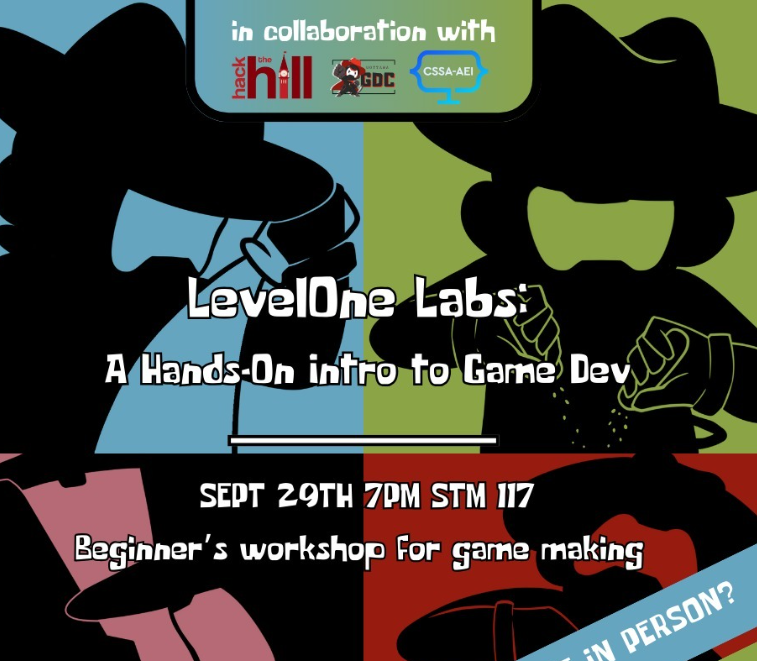 in collaboration with
hack the hill
OTTAWA
GDC
CSSA-AEI
LevelOne Labs:
A Hands-On intro to Game Dev
SEPT 29TH 7PM STM 117
Beginner's workshop for game making
iN PERSON?